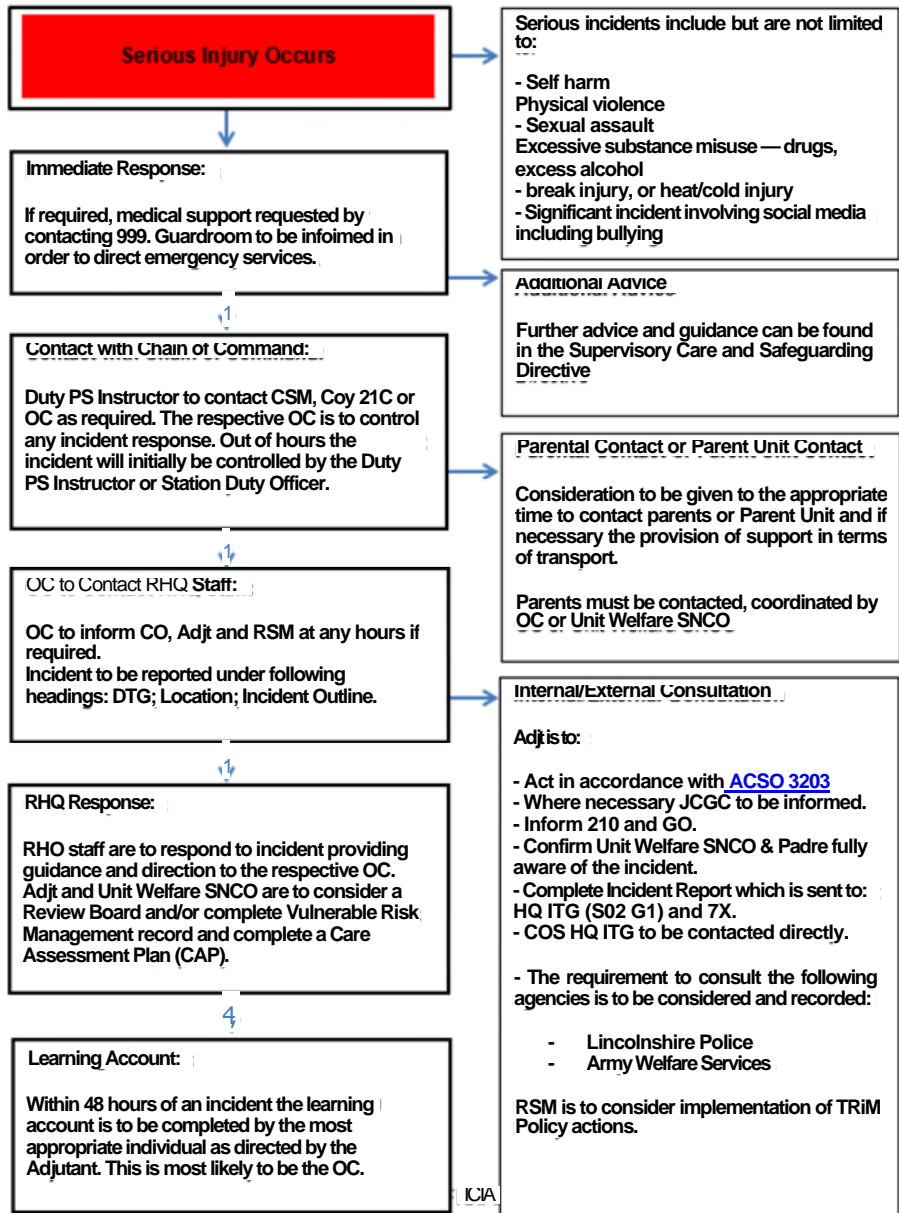 Serious Injury Occurs
Serious incidents include but are not limited
to:
- Self harm
Physical violence
- Sexual assault
Excessive substance misuse — drugs,
excess alcohol
- break injury, or heat/cold injury
- Significant incident involving social media
including bullying
Immediate Response:
If required, medical support requested by
contacting 999. Guardroom to be infoimed in
order to direct emergency services.
Additional Advice
Further advice and guidance can be found
in the Supervisory Care and Safeguarding
Directive
1
Contact with Chain of Command:
Duty PS Instructor to contact CSM, Coy 21C or
OC as required. The respective OC is to control
any incident response. Out of hours the
incident will initially be controlled by the Duty
PS Instructor or Station Duty Officer.
Parental Contact or Parent Unit Contact
Consideration to be given to the appropriate
time to contact parents or Parent Unit and if
necessary the provision of support in terms
of transport.
Parents must be contacted, coordinated by
OC or Unit Welfare SNCO
1
OC to Contact RHQ Staff:
OC to inform CO, Adjt and RSM at any hours if
required.
Incident to be reported under following
headings: DTG; Location; Incident Outline.
Internal/External Consultation
Adjt is to:
- Act in accordance with ACSO 3203
- Where necessary JCGC to be informed.
- Inform 210 and GO.
- Confirm Unit Welfare SNCO & Padre fully
aware of the incident.
- Complete Incident Report which is sent to:
HQ ITG (S02 G1) and 7X.
- COS HQ ITG to be contacted directly.
- The requirement to consult the following
agencies is to be considered and recorded:
- Lincolnshire Police
- Army Welfare Services
RSM is to consider implementation of TRiM
Policy actions.
1
RHQ Response:
RHO staff are to respond to incident providing
guidance and direction to the respective OC.
Adjt and Unit Welfare SNCO are to consider a
Review Board and/or complete Vulnerable Risk
Management record and complete a Care
Assessment Plan (CAP).
4,
Learning Account:
Within 48 hours of an incident the learning
account is to be completed by the most
appropriate individual as directed by the
Adjutant. This is most likely to be the OC.
ICIA